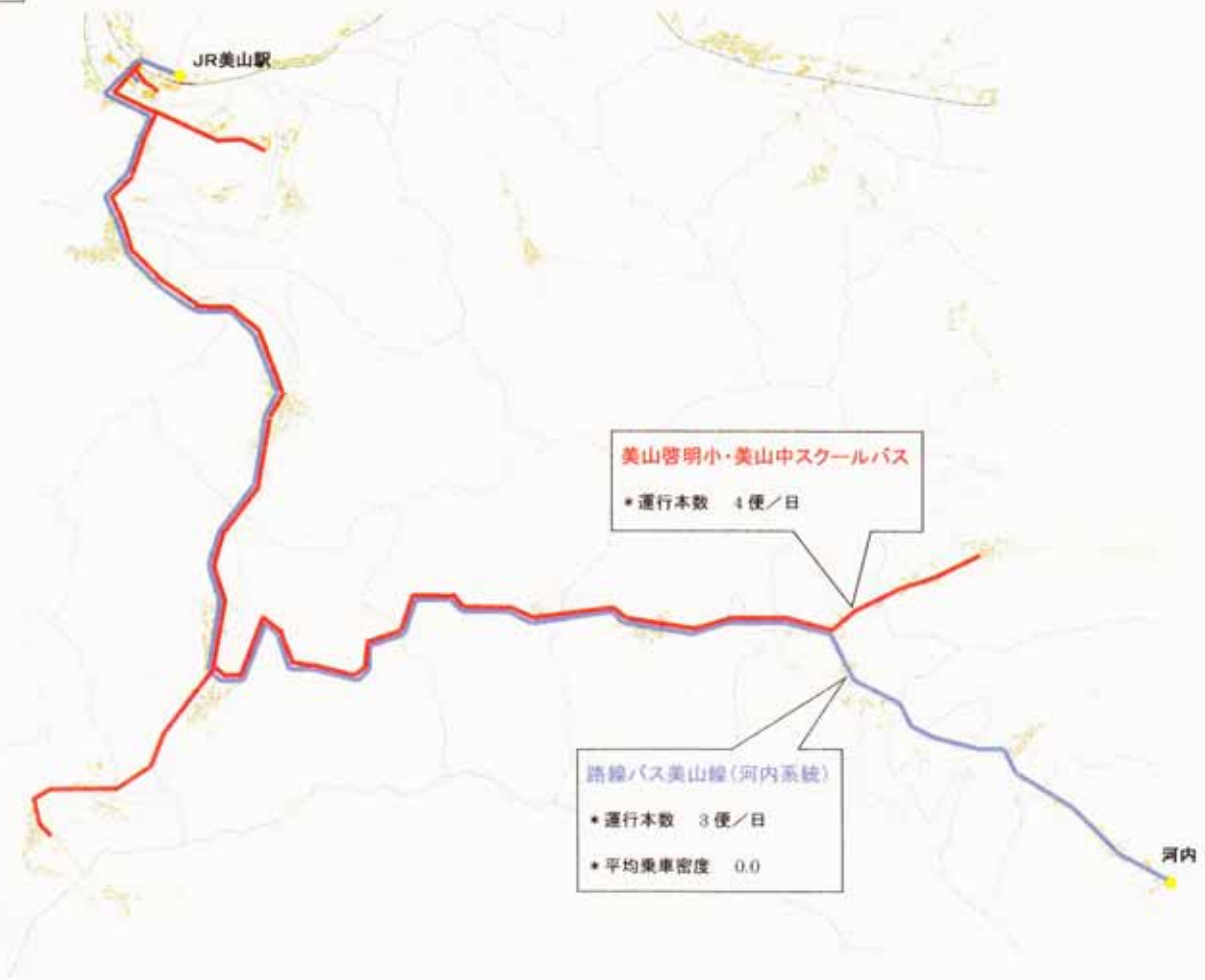 JR美山駅
美山啓明小・美山中スクールバス
*運行本数 4便/日
路線バス美山線(河内系統)
*運行本数 3便/日
*平均乗車密度 0.0
河内